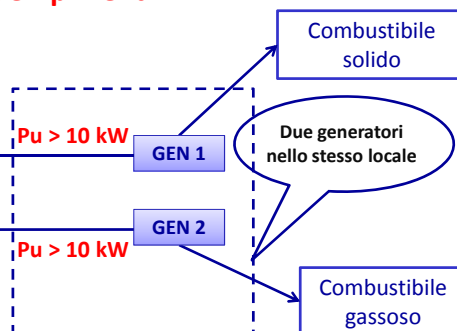 Combustibile
solido
Pu > 10 kW
GEN 1
Due generatori
nello stesso locale
GEN 2
Pu > 10 kW
Combustibile
gassoso